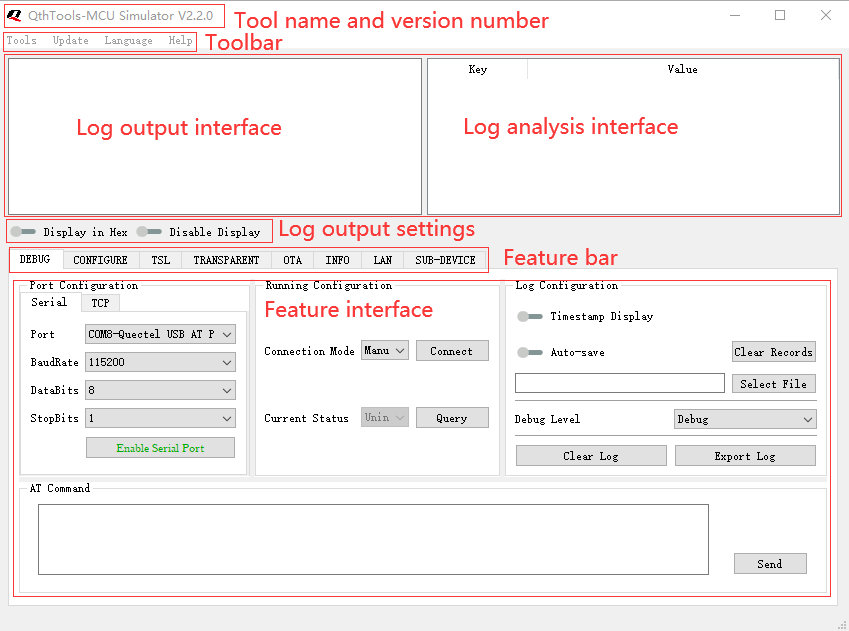 QthTools-MCU Simulator V2.2.0
Tool name and version number
Tools Update Language Help
Toolbar
Key Value
Log output interface
Log analysis interface
Display in Hex Disable Display
Log output settings
DEBUG CONFIGURE TSL TRANSPARENT OTA INFO LAN SUB-DEVICE
Feature bar
Port Configuration
Serial TCP
Port COM8-Quectel USB AT P
BaudRate 115200
DataBits 8
StopBits 1
Enable Serial Port
Running Configuration
Feature interface
Connection Mode Manu Connect
Current Status Unin Query
Log Configuration
Timestamp Display
Auto-save Clear Records
Select File
Debug Level Debug
Clear Log Export Log
AT Command
Send